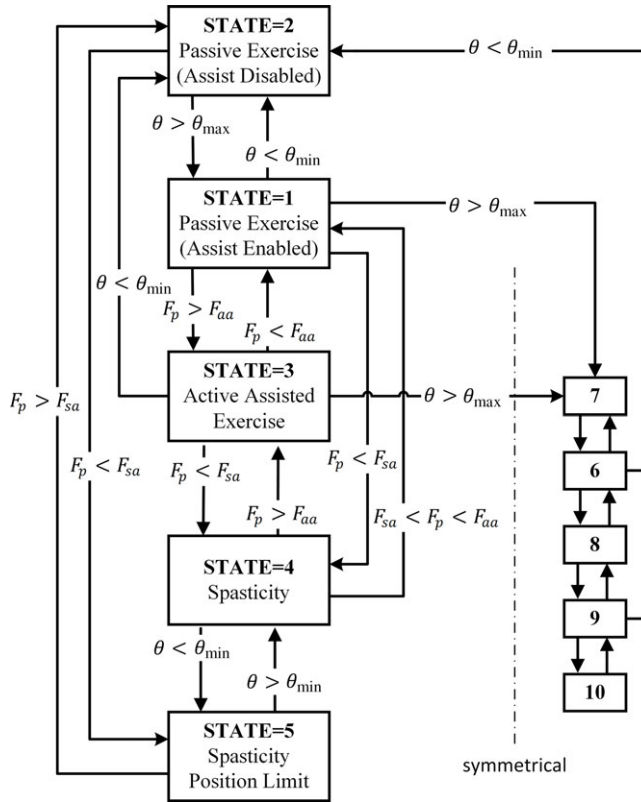 STATE=2
Passive Exercise
(Assist Disabled)
θ < θmin
θ > θmax
θ < θmin
STATE=1
Passive Exercise
(Assist Enabled)
θ > θmax
θ < θmin
Fp > Faa
Fp < Faa
STATE=3
Active Assisted
Exercise
θ > θmax
7
Fp > Fsa
Fp < Fsa
Fp < Fsa
Fp < Fsa
6
Fp > Faa
Fsa < Fp < Faa
8
STATE=4
Spasticity
9
θ < θmin
θ > θmin
10
STATE=5
Spasticity
Position Limit
symmetrical